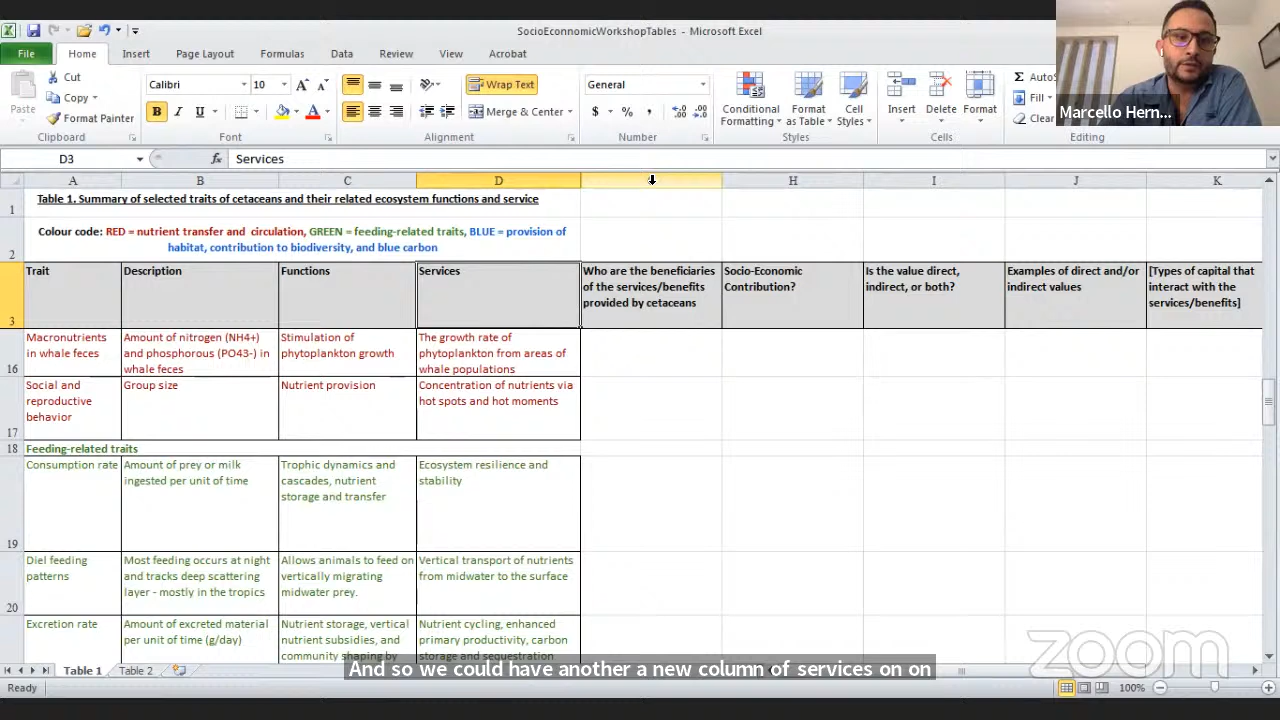 SocioEconnomicWorkshopTables - Microsoft Excel
File Home Insert Page Layout Formulas Data Review View Acrobat
Paste
Cut
Copy
Format Painter
Clipboard
Calibri 10
B I U
Font
Wrap Text
Merge & Center
Alignment
General
$ % ,
Number
Conditional Formatting
Format as Table
Cell Styles
Styles
Insert Delete Format
Cells
Σ AutoS
Fill
Clear
Editing
Marcello Hern...
D3 fx Services
A B C D H I J K
1
Table 1. Summary of selected traits of cetaceans and their related ecosystem functions and service
2
Colour code: RED = nutrient transfer and circulation, GREEN = feeding-related traits, BLUE = provision of
habitat, contribution to biodiversity, and blue carbon
3
Trait
Description
Functions
Services
Who are the beneficiaries
of the services/benefits
provided by cetaceans
Socio-Economic
Contribution?
Is the value direct,
indirect, or both?
Examples of direct and/or
indirect values
[Types of capital that
interact with the
services/benefits]
16
Macronutrients
in whale feces
Amount of nitrogen (NH4+)
and phosphorous (PO43-) in
whale feces
Stimulation of
phytoplankton growth
The growth rate of
phytoplankton from areas of
whale populations
17
Social and
reproductive
behavior
Group size
Nutrient provision
Concentration of nutrients via
hot spots and hot moments
18
Feeding-related traits
19
Consumption rate
Amount of prey or milk
ingested per unit of time
Trophic dynamics and
cascades, nutrient
storage and transfer
Ecosystem resilience and
stability
20
Diel feeding
patterns
Most feeding occurs at night
and tracks deep scattering
layer - mostly in the tropics
Allows animals to feed on
vertically migrating
midwater prey.
Vertical transport of nutrients
from midwater to the surface
Excretion rate
Amount of excreted material
per unit of time (g/day)
Nutrient storage, vertical
nutrient subsidies, and
community shaping by
Nutrient cycling, enhanced
primary productivity, carbon
storage and sequestration
Table 1 Table 2
And so we could have another a new column of services on on
zoom
Ready
100%